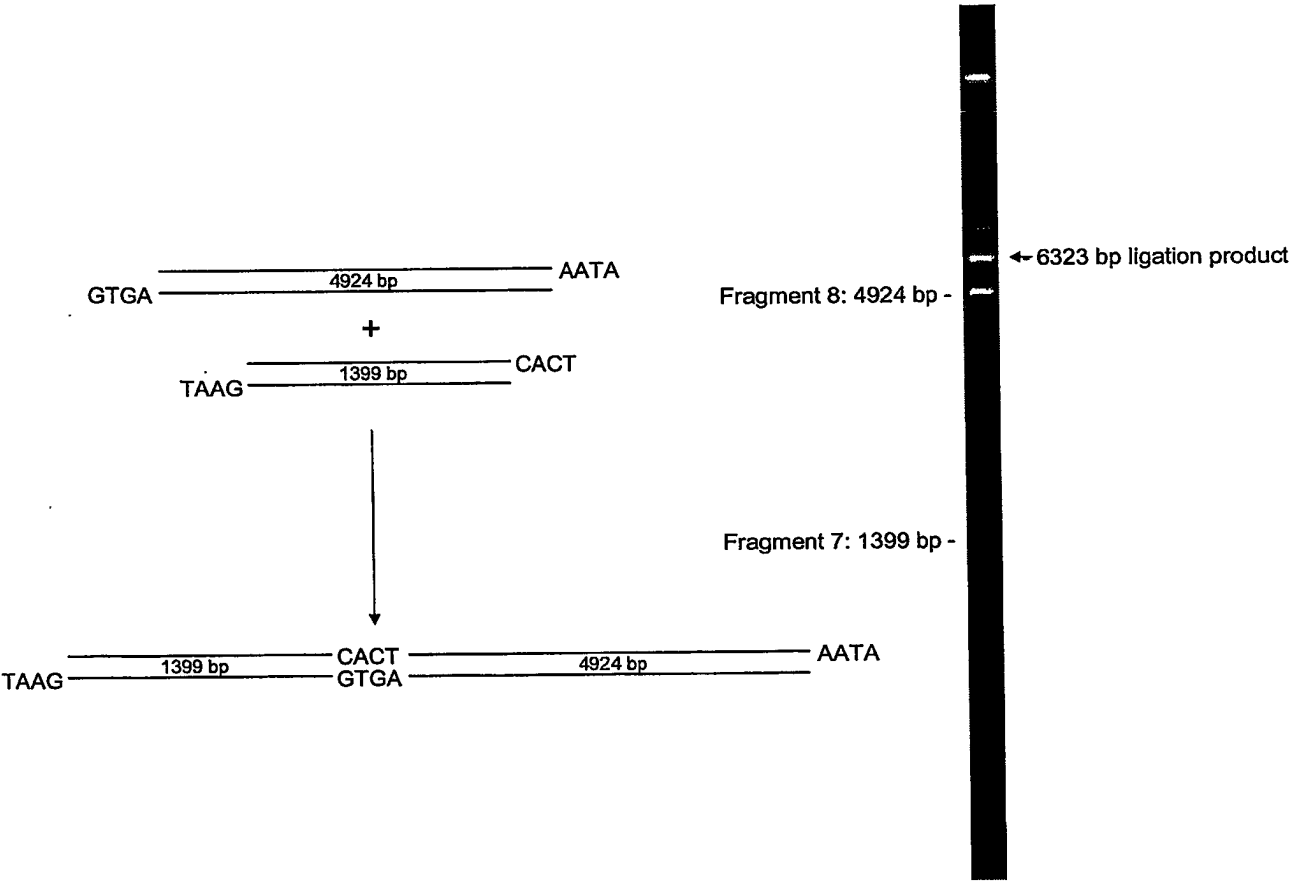 AATA
4924 bp
GTGA
+
CACT
1399 bp
TAAG
CACT AATA
1399 bp 4924 bp
TAAG GTGA
←6323 bp ligation product
Fragment 8: 4924 bp -
Fragment 7: 1399 bp -